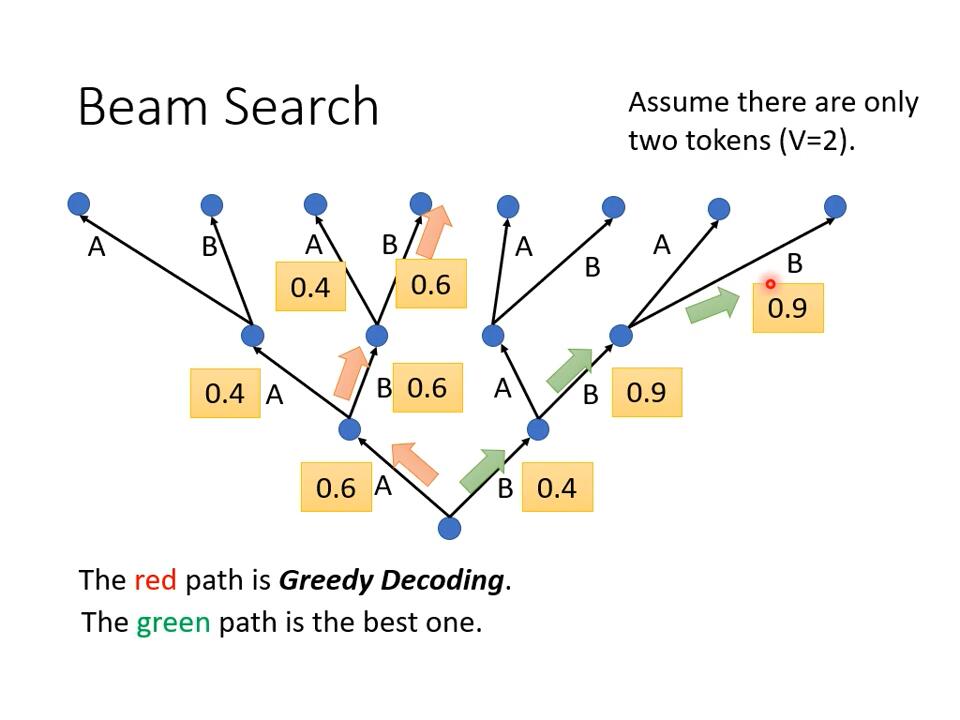 Beam Search
Assume there are only
two tokens (V=2).
A
B
A
B
A
B
A
B
0.4
0.6
0.9
0.4
A
B
0.6
A
B
0.9
0.6
A
B
0.4
The red path is Greedy Decoding.
The green path is the best one.